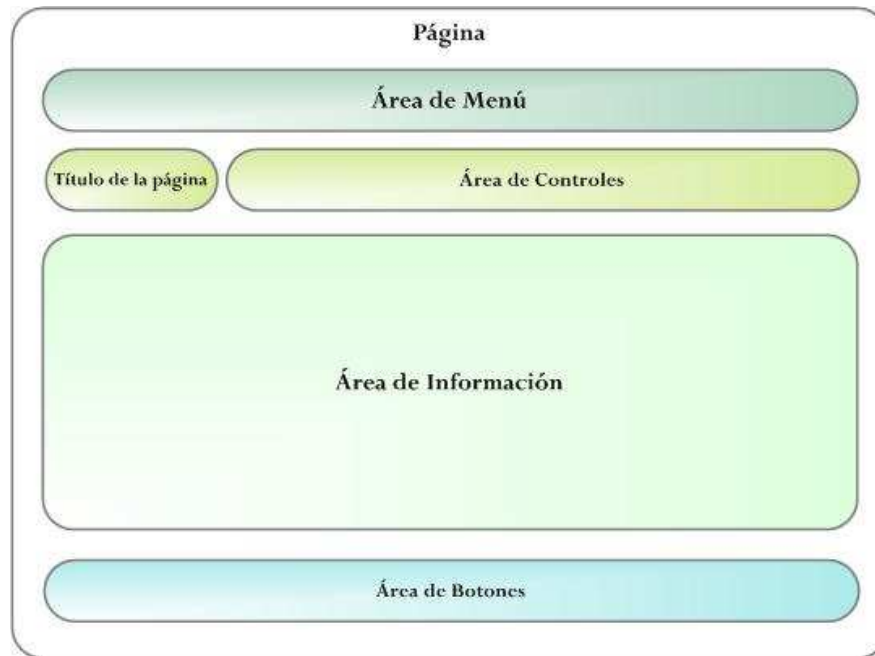 Página
Área de Menú
Título de la página
Área de Controles
Área de Información
Área de Botones